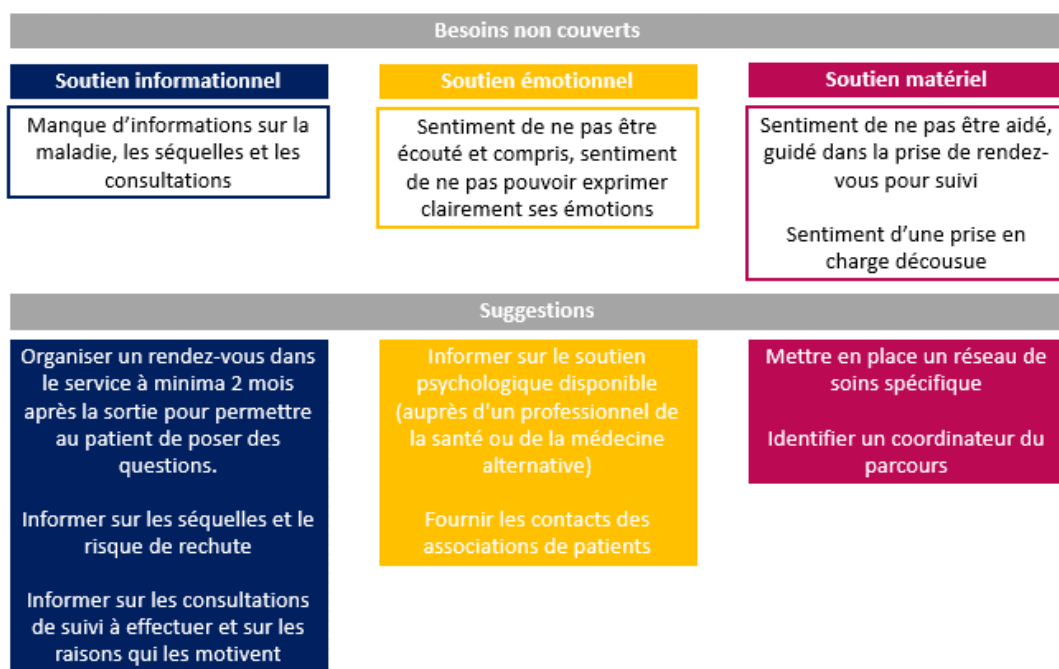 Besoins non couverts
Soutien informationnel
Manque d'informations sur la
maladie, les séquelles et les
consultations
Soutien émotionnel
Sentiment de ne pas être
écouté et compris, sentiment
de ne pas pouvoir exprimer
clairement ses émotions
Soutien matériel
Sentiment de ne pas être aidé,
guidé dans la prise de rendez-
vous pour suivi
Sentiment d'une prise en
charge décousue
Suggestions
Organiser un rendez-vous dans
le service à minima 2 mois
après la sortie pour permettre
au patient de poser des
questions.
Informer sur les séquelles et le
risque de rechute
Informer sur les consultations
de suivi à effectuer et sur les
raisons qui les motivent
Informer sur le soutien
psychologique disponible
(auprès d'un professionnel de
la santé ou de la médecine
alternative)
Fournir les contacts des
associations de patients
Mettre en place un réseau de
soins spécifique
Identifier un coordinateur du
parcours